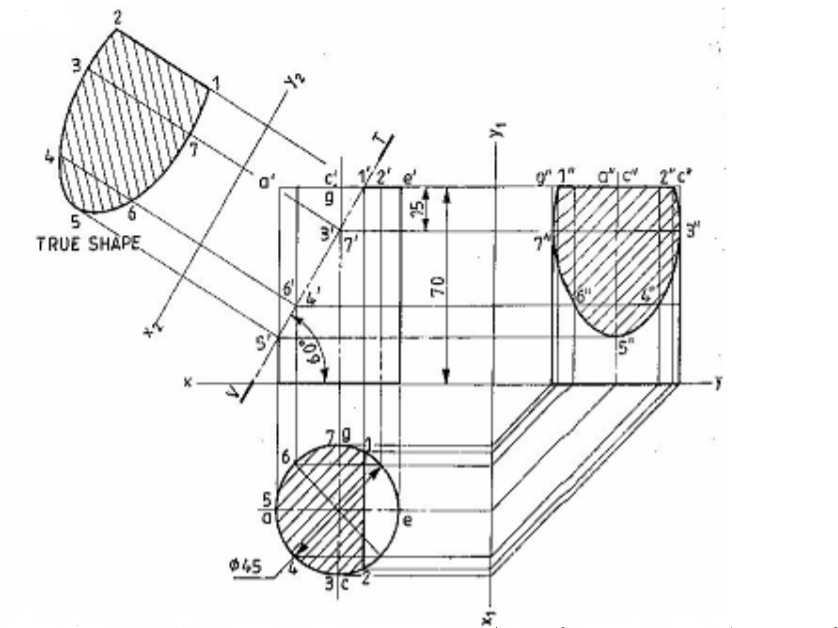 2
3
1
y2
4
7
5
6
TRUE SHAPE
x2
T
y1
a' c' 1' 2' e'
g
g" 1" a" c" 2" c"
25
3' 7'
7" 3"
70
6' 4'
6" 4"
5'
60°
5"
V
x
y
7 g 1
6
5
a
e
4
3 c 2
ø45
x1